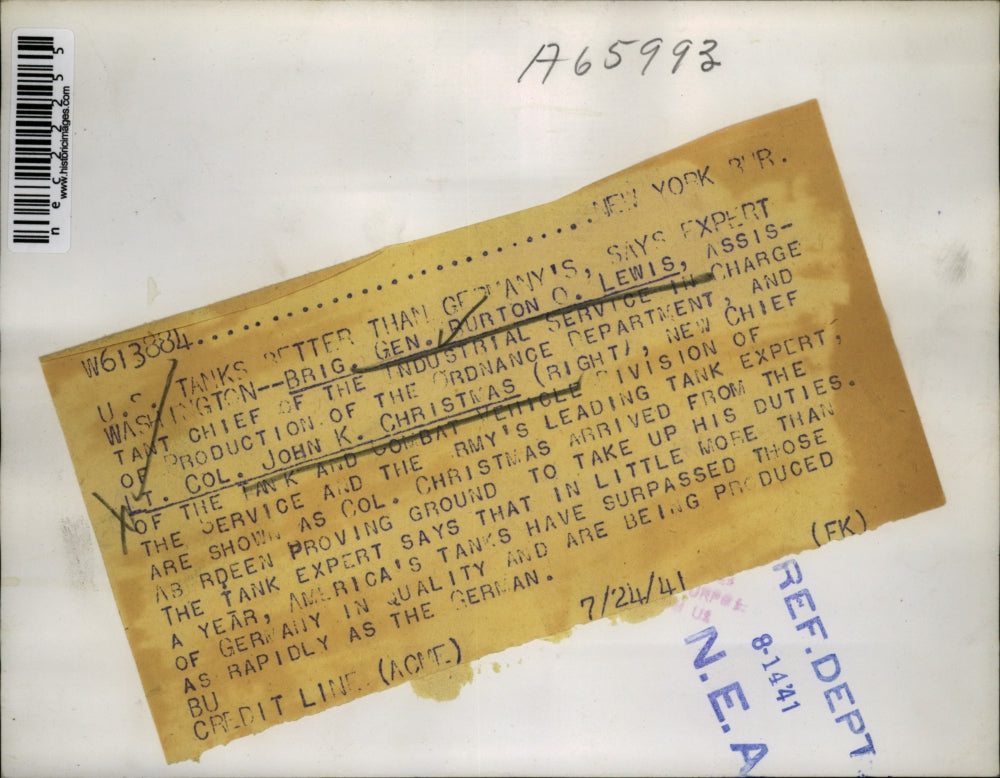 A65993
nec22255
www.historicimages.com
W613884..............................NEW YORK BUR.
U.S. TANKS BETTER THAN GERMANY'S, SAYS EXPERT
WASHINGTON--BRIG. GEN. BURTON O. LEWIS, ASSIS-
TANT CHIEF OF THE INDUSTRIAL SERVICE IN CHARGE
OF PRODUCTION OF THE ORDNANCE DEPARTMENT, AND
LT. COL. JOHN K. CHRISTMAS (RIGHT), NEW CHIEF
OF THE TANK AND COMBAT VEHICLE DIVISION OF
THE SERVICE AND THE ARMY'S LEADING TANK EXPERT,
ARE SHOWN AS COL. CHRISTMAS ARRIVED FROM THE
ABERDEEN PROVING GROUND TO TAKE UP HIS DUTIES.
THE TANK EXPERT SAYS THAT IN LITTLE MORE THAN
A YEAR, AMERICA'S TANKS HAVE SURPASSED THOSE
OF GERMANY IN QUALITY AND ARE BEING PRODUCED
AS RAPIDLY AS THE GERMAN.
BU
CREDIT LINE (ACME) 7/24/41 (FK)
REF. DEPT
8-14'41
N.E.A